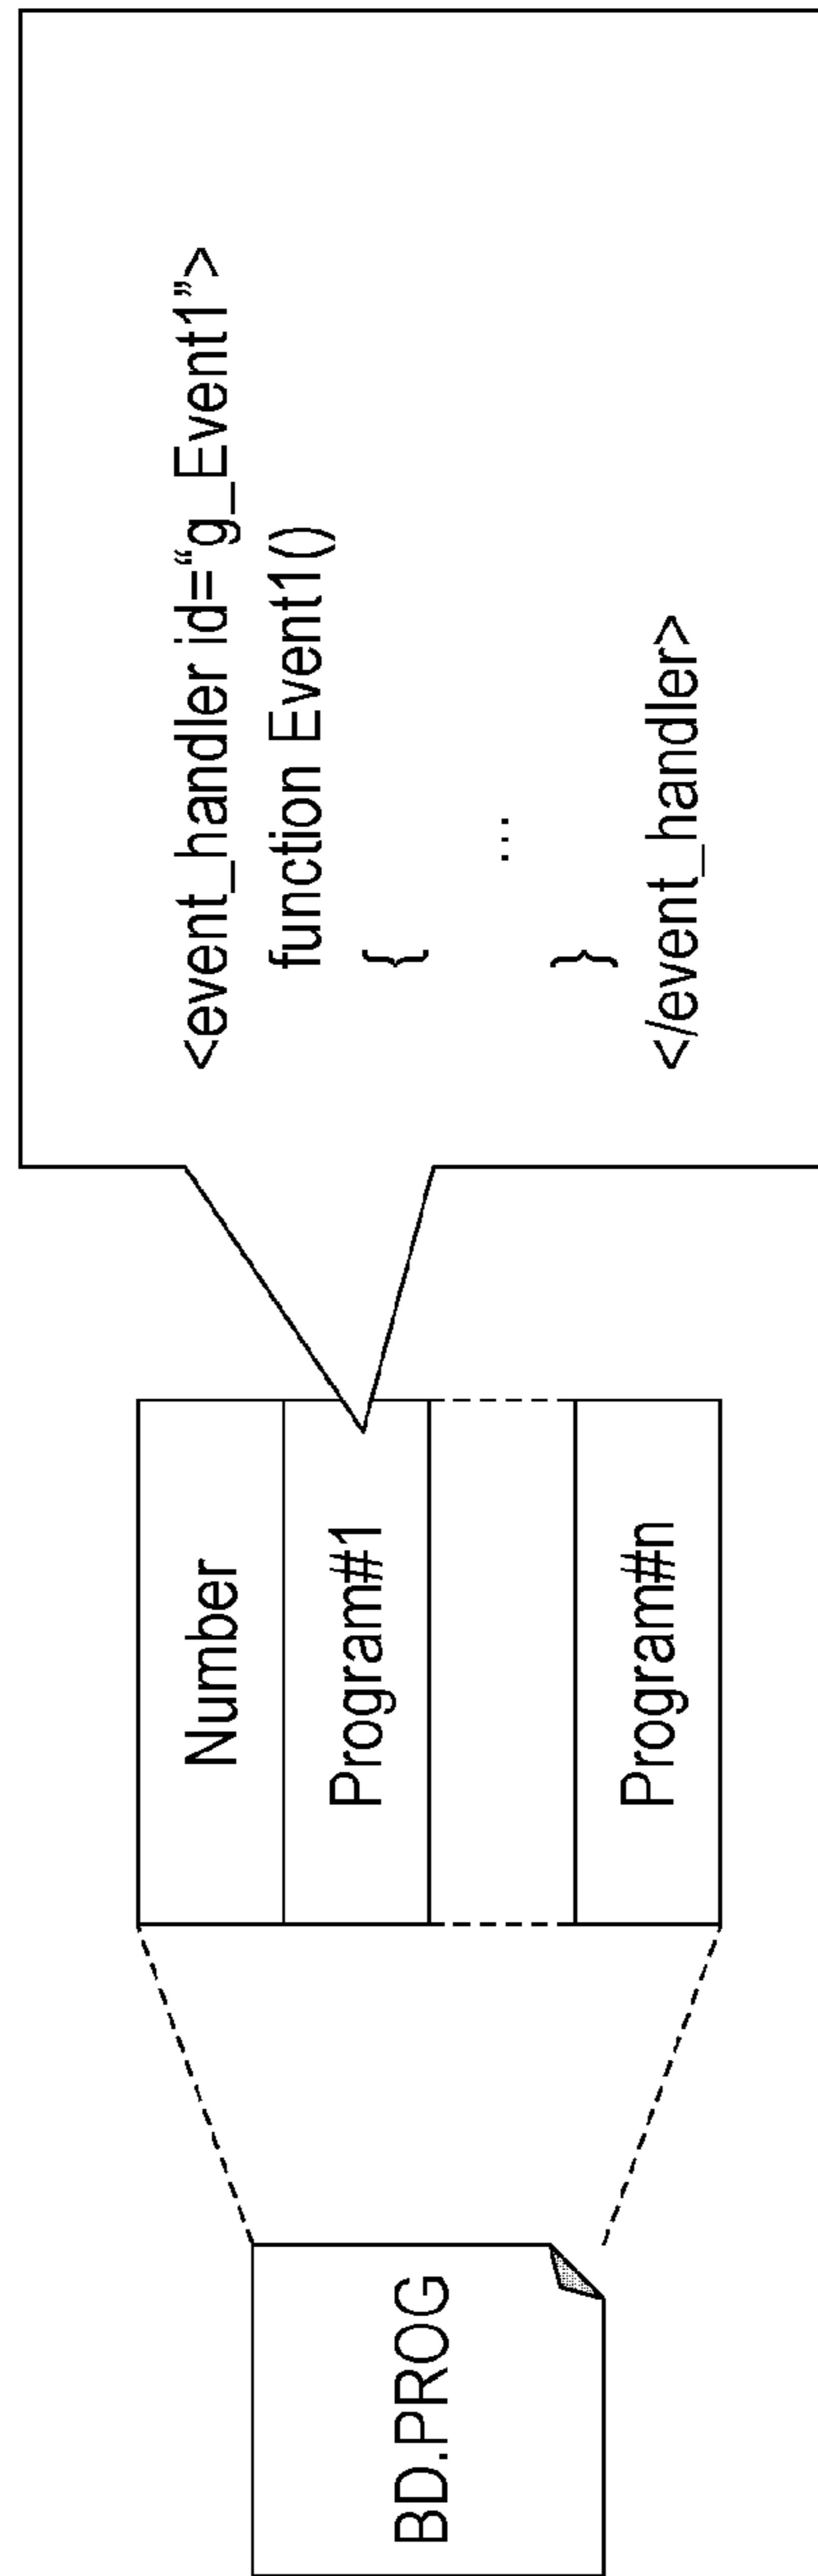 BD.PROG
Number
Program#1
Program#n
<event_handler id=“g_Event1”>
function Event1()
{
...
}
</event_handler>